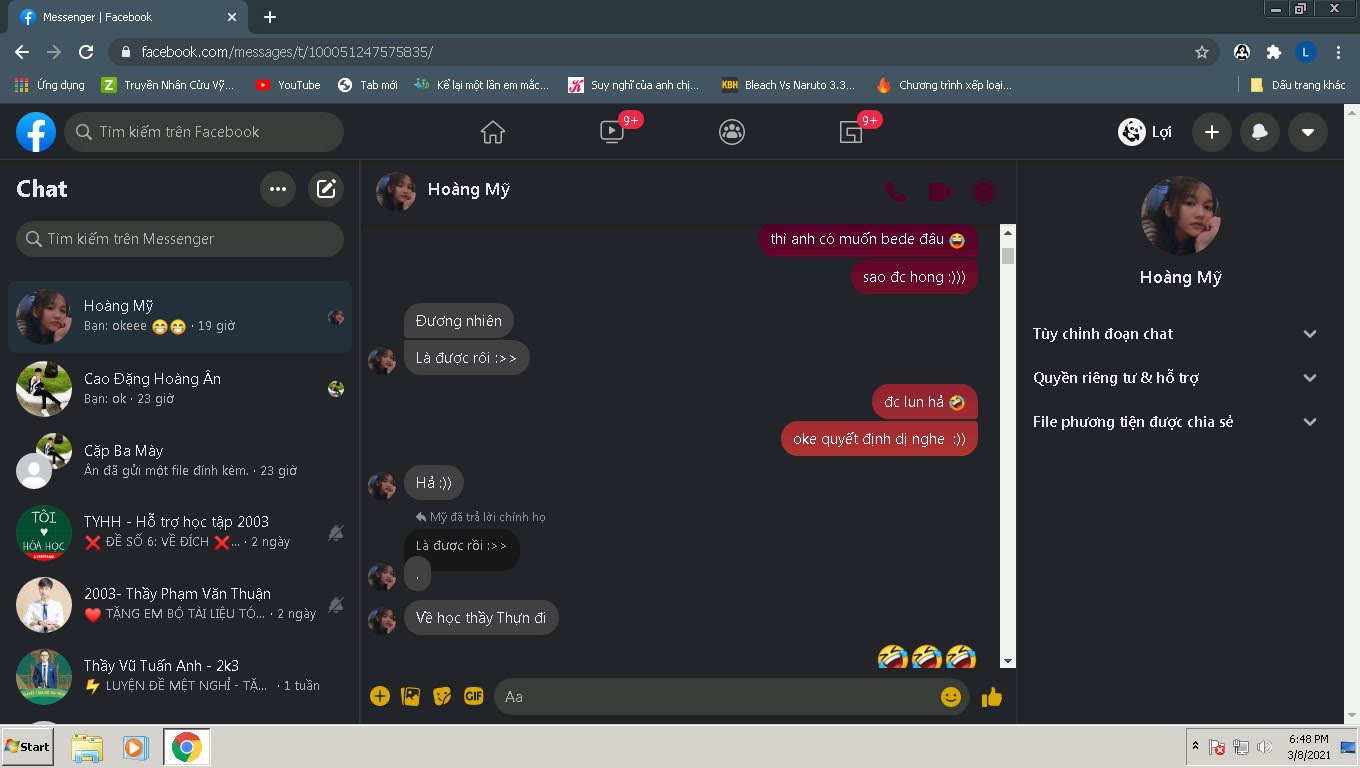 Messenger | Facebook
facebook.com/messages/t/100051247575835/
L
Ứng dụng
Truyền Nhân Cửu Vỹ...
YouTube
Tab mới
Kể lại một lần em mắc...
Suy nghĩ của anh chị...
KBH
Bleach Vs Naruto 3.3...
Chương trình xếp loại...
Dấu trang khác
Tìm kiếm trên Facebook
9+
9+
Lợi
Chat
Tìm kiếm trên Messenger
Hoàng Mỹ
Bạn: okeee 😁😁 · 19 giờ
Cao Đặng Hoàng Ân
Bạn: ok · 23 giờ
Cặp Ba Mày
Ân đã gửi một file đính kèm. · 23 giờ
TÔI
♥
HÓA HỌC
TYHH - Hỗ trợ học tập 2003
❌ ĐỀ SỐ 6: VỀ ĐÍCH ❌... · 2 ngày
2003- Thầy Phạm Văn Thuận
❤️ TẶNG EM BỘ TÀI LIỆU TÓ... · 2 ngày
Thầy Vũ Tuấn Anh - 2k3
⚡ LUYỆN ĐỀ MỆT NGHỈ - TẶ... · 1 tuần
Hoàng Mỹ
thì anh có muốn bede đâu 😂
sao đc hong :)))
Đương nhiên
Là được rồi :>>
đc lun hả 🤣
oke quyết định dị nghe :))
Hả :))
Mỹ đã trả lời chính họ
Là được rồi :>>
.
Về học thầy Thựn đi
🤣🤣🤣
GIF
Aa
Hoàng Mỹ
Tùy chỉnh đoạn chat
Quyền riêng tư & hỗ trợ
File phương tiện được chia sẻ
Start
6:48 PM
3/8/2021